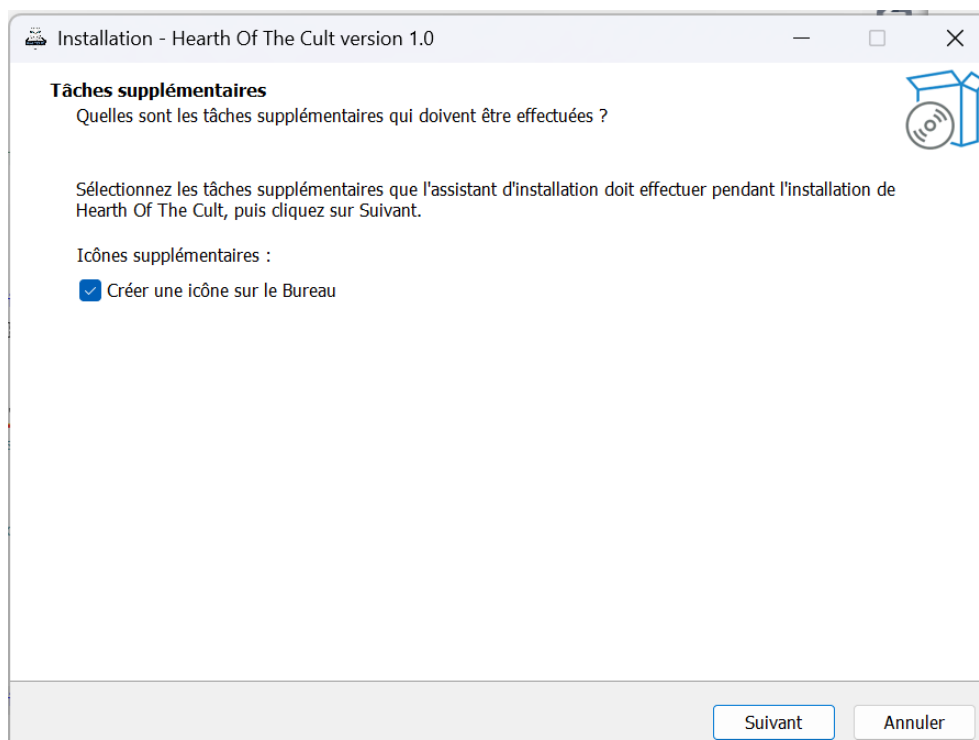 Installation - Hearth Of The Cult version 1.0
Tâches supplémentaires
Quelles sont les tâches supplémentaires qui doivent être effectuées ?
Sélectionnez les tâches supplémentaires que l'assistant d'installation doit effectuer pendant l'installation de
Hearth Of The Cult, puis cliquez sur Suivant.
Icônes supplémentaires :
Créer une icône sur le Bureau
Suivant
Annuler